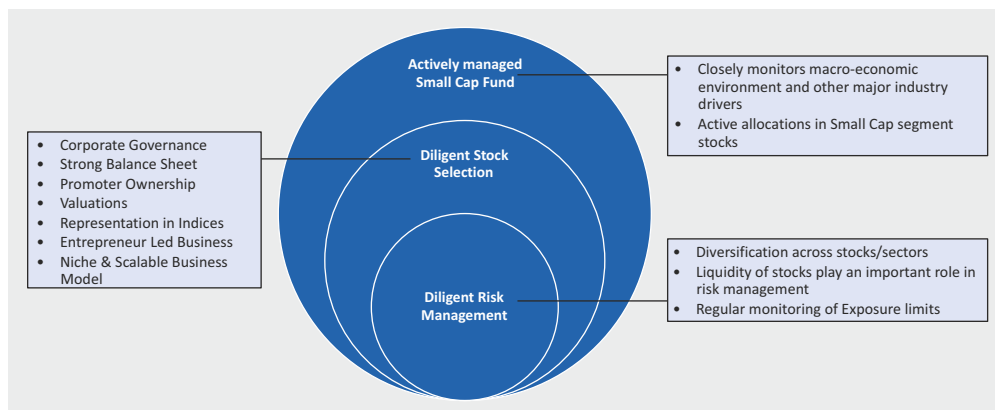 Actively managed
Small Cap Fund
• Closely monitors macro-economic
environment and other major industry
drivers
• Active allocations in Small Cap segment
stocks
• Corporate Governance
• Strong Balance Sheet
• Promoter Ownership
• Valuations
• Representation in Indices
• Entrepreneur Led Business
• Niche & Scalable Business
Model
Diligent Stock
Selection
Diligent Risk
Management
• Diversification across stocks/sectors
• Liquidity of stocks play an important role in
risk management
• Regular monitoring of Exposure limits